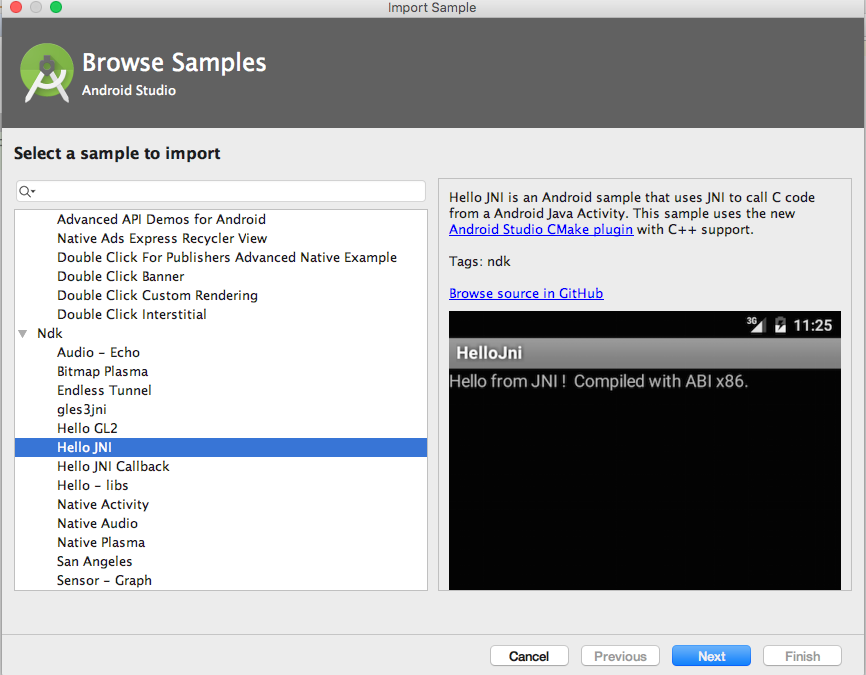 Import Sample
Browse Samples
Android Studio
Select a sample to import
Advanced API Demos for Android
Native Ads Express Recycler View
Double Click For Publishers Advanced Native Example
Double Click Banner
Double Click Custom Rendering
Double Click Interstitial
Ndk
Audio - Echo
Bitmap Plasma
Endless Tunnel
gles3jni
Hello GL2
Hello JNI
Hello JNI Callback
Hello - libs
Native Activity
Native Audio
Native Plasma
San Angeles
Sensor - Graph
Hello JNI is an Android sample that uses JNI to call C code
from a Android Java Activity. This sample uses the new
Android Studio CMake plugin with C++ support.
Tags: ndk
Browse source in GitHub
3G 11:25
HelloJni
Hello from JNI ! Compiled with ABI x86.
Cancel Previous Next Finish